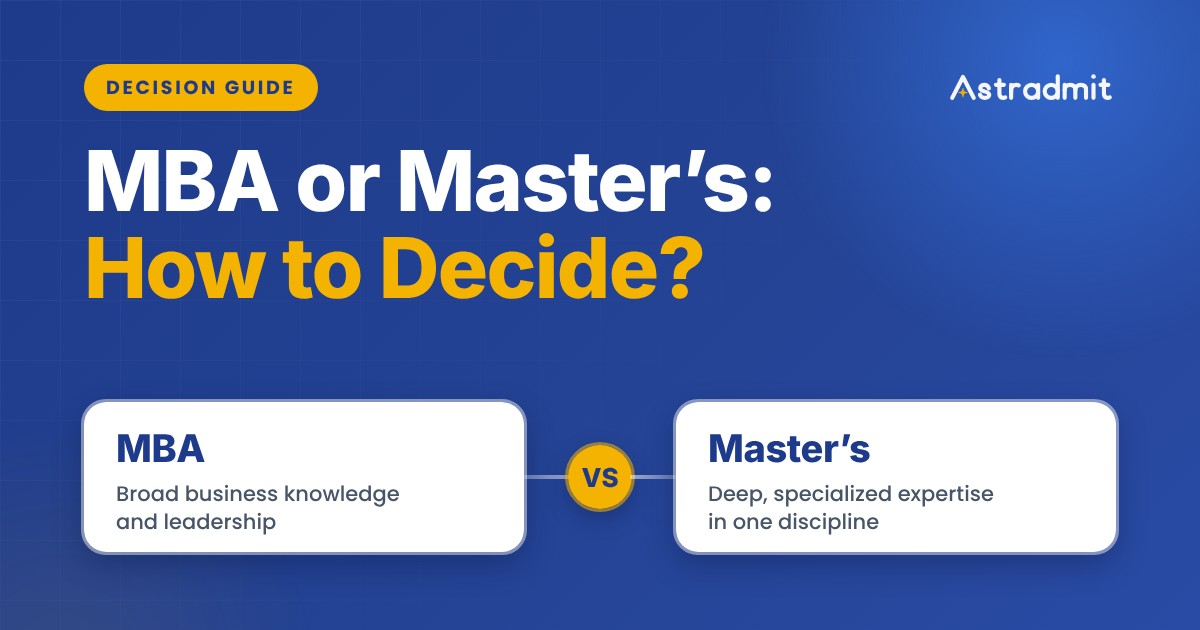 DECISION GUIDE
Astradmit
MBA or Master’s:
How to Decide?
MBA
Broad business knowledge
and leadership
VS
Master’s
Deep, specialized expertise
in one discipline